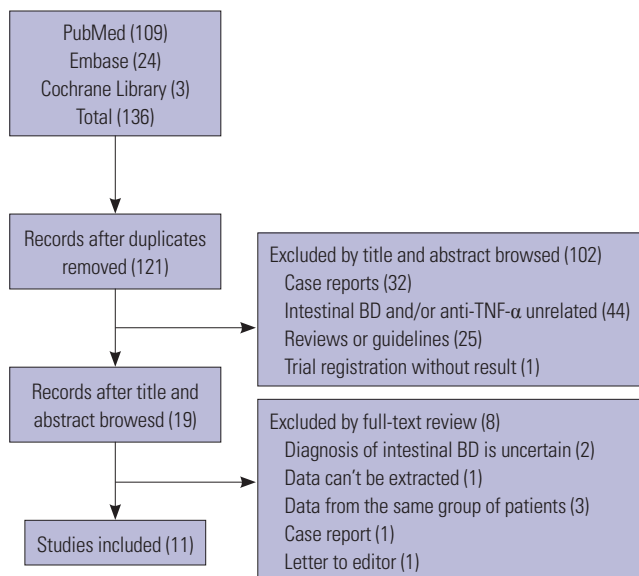 PubMed (109)
Embase (24)
Cochrane Library (3)
Total (136)
Records after duplicates
removed (121)
Excluded by title and abstract browsed (102)
Case reports (32)
Intestinal BD and/or anti-TNF-α unrelated (44)
Reviews or guidelines (25)
Trial registration without result (1)
Records after title and
abstract browesd (19)
Excluded by full-text review (8)
Diagnosis of intestinal BD is uncertain (2)
Data can't be extracted (1)
Data from the same group of patients (3)
Case report (1)
Letter to editor (1)
Studies included (11)